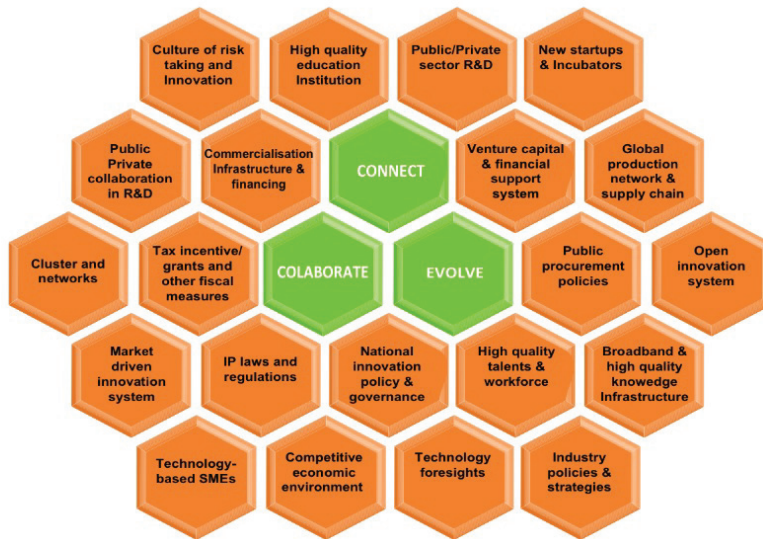 Culture of risk
taking and
Innovation
High quality
education
Institution
Public/Private
sector R&D
New startups
& Incubators
Public
Private
collaboration
in R&D
Commercialisation
Infrastructure &
financing
CONNECT
Venture capital
& financial
support
system
Global
production
network &
supply chain
Cluster and
networks
Tax incentive/
grants and
other fiscal
measures
COLABORATE
EVOLVE
Public
procurement
policies
Open
innovation
system
Market
driven
innovation
system
IP laws and
regulations
National
innovation
policy &
governance
High quality
talents &
workforce
Broadband &
high quality
knowedge
Infrastructure
Technology-
based SMEs
Competitive
economic
environment
Technology
foresights
Industry
policies &
strategies